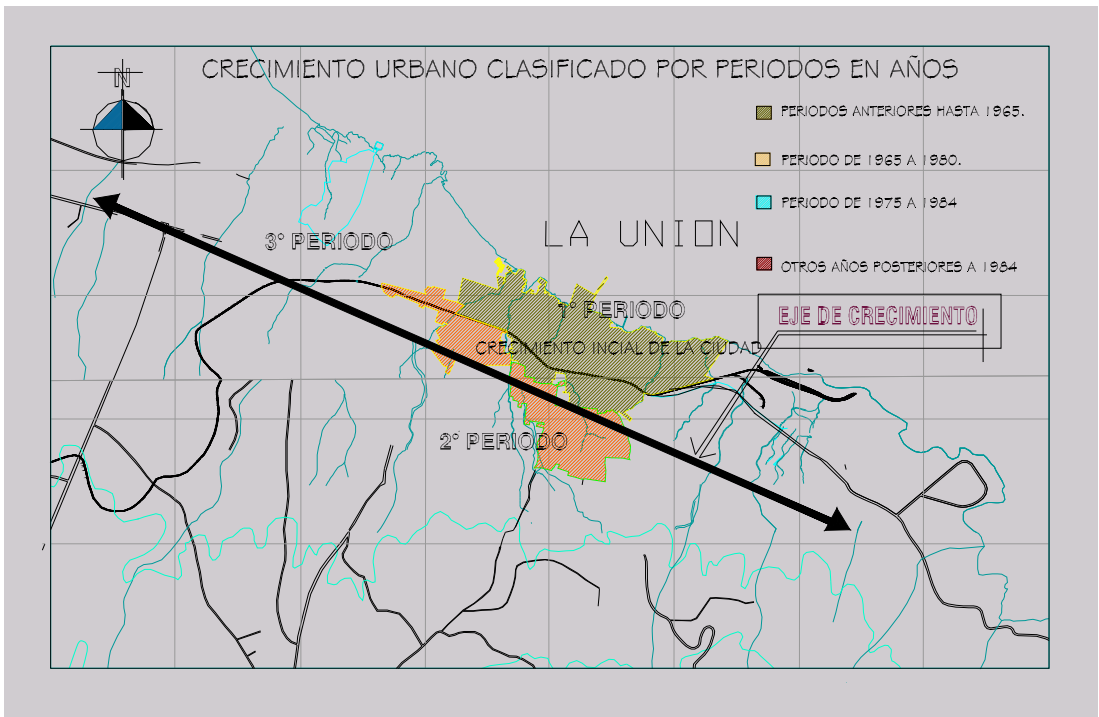 N
CRECIMIENTO URBANO CLASIFICADO POR PERIODOS EN AÑOS
PERIODOS ANTERIORES HASTA 1965.
PERIODO DE 1965 A 1980.
PERIODO DE 1975 A 1984
LA UNION
3° PERIODO
OTROS AÑOS POSTERIORES A 1984
1° PERIODO
EJE DE CRECIMIENTO
CRECIMIENTO INCIAL DE LA CIUDAD
2° PERIODO